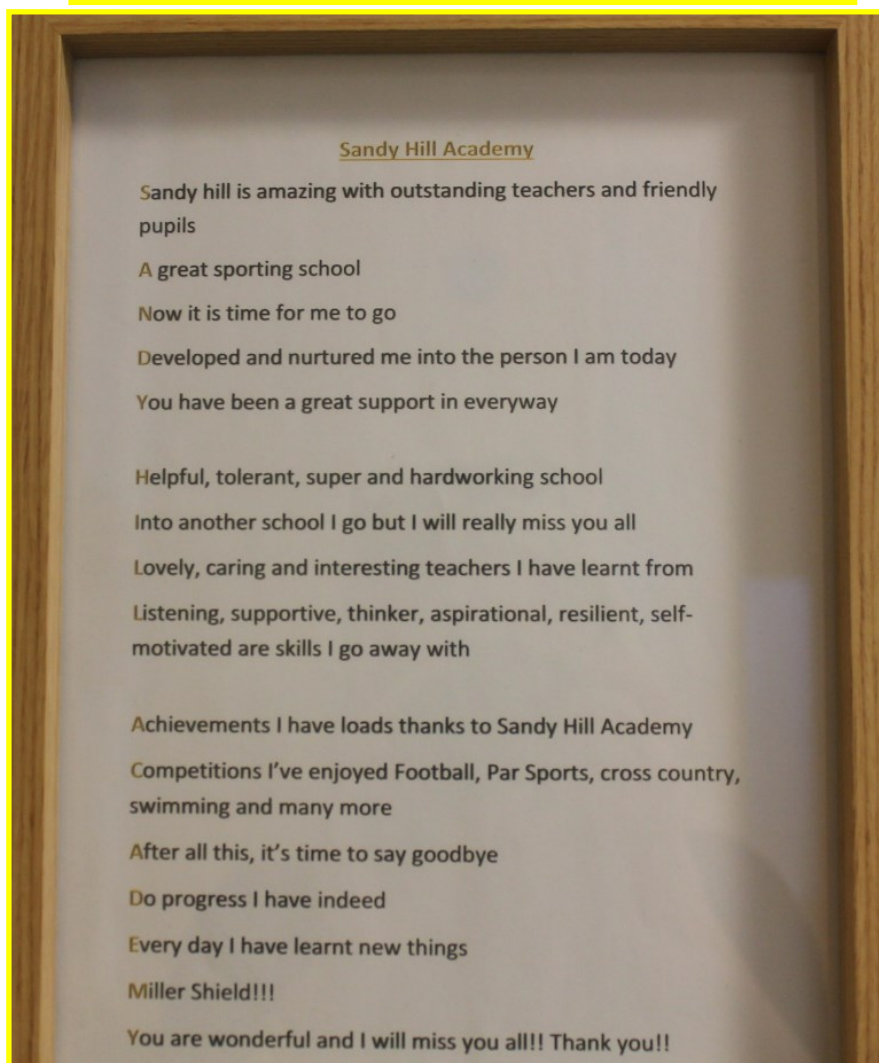 Sandy Hill Academy
Sandy hill is amazing with outstanding teachers and friendly
pupils
A great sporting school
Now it is time for me to go
Developed and nurtured me into the person I am today
You have been a great support in everyway
Helpful, tolerant, super and hardworking school
Into another school I go but I will really miss you all
Lovely, caring and interesting teachers I have learnt from
Listening, supportive, thinker, aspirational, resilient, self-
motivated are skills I go away with
Achievements I have loads thanks to Sandy Hill Academy
Competitions I've enjoyed Football, Par Sports, cross country,
swimming and many more
After all this, it's time to say goodbye
Do progress I have indeed
Every day I have learnt new things
Miller Shield!!!
You are wonderful and I will miss you all!! Thank you!!